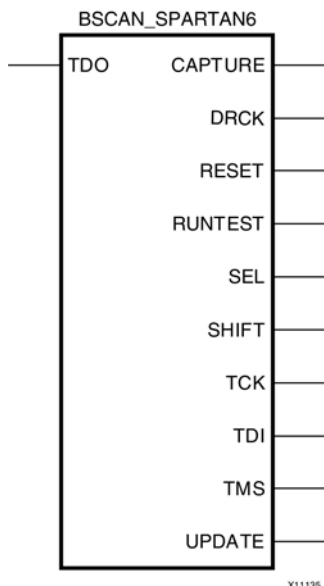 BSCAN_SPARTAN6
TDO CAPTURE
DRCK
RESET
RUNTEST
SEL
SHIFT
TCK
TDI
TMS
UPDATE
X11135